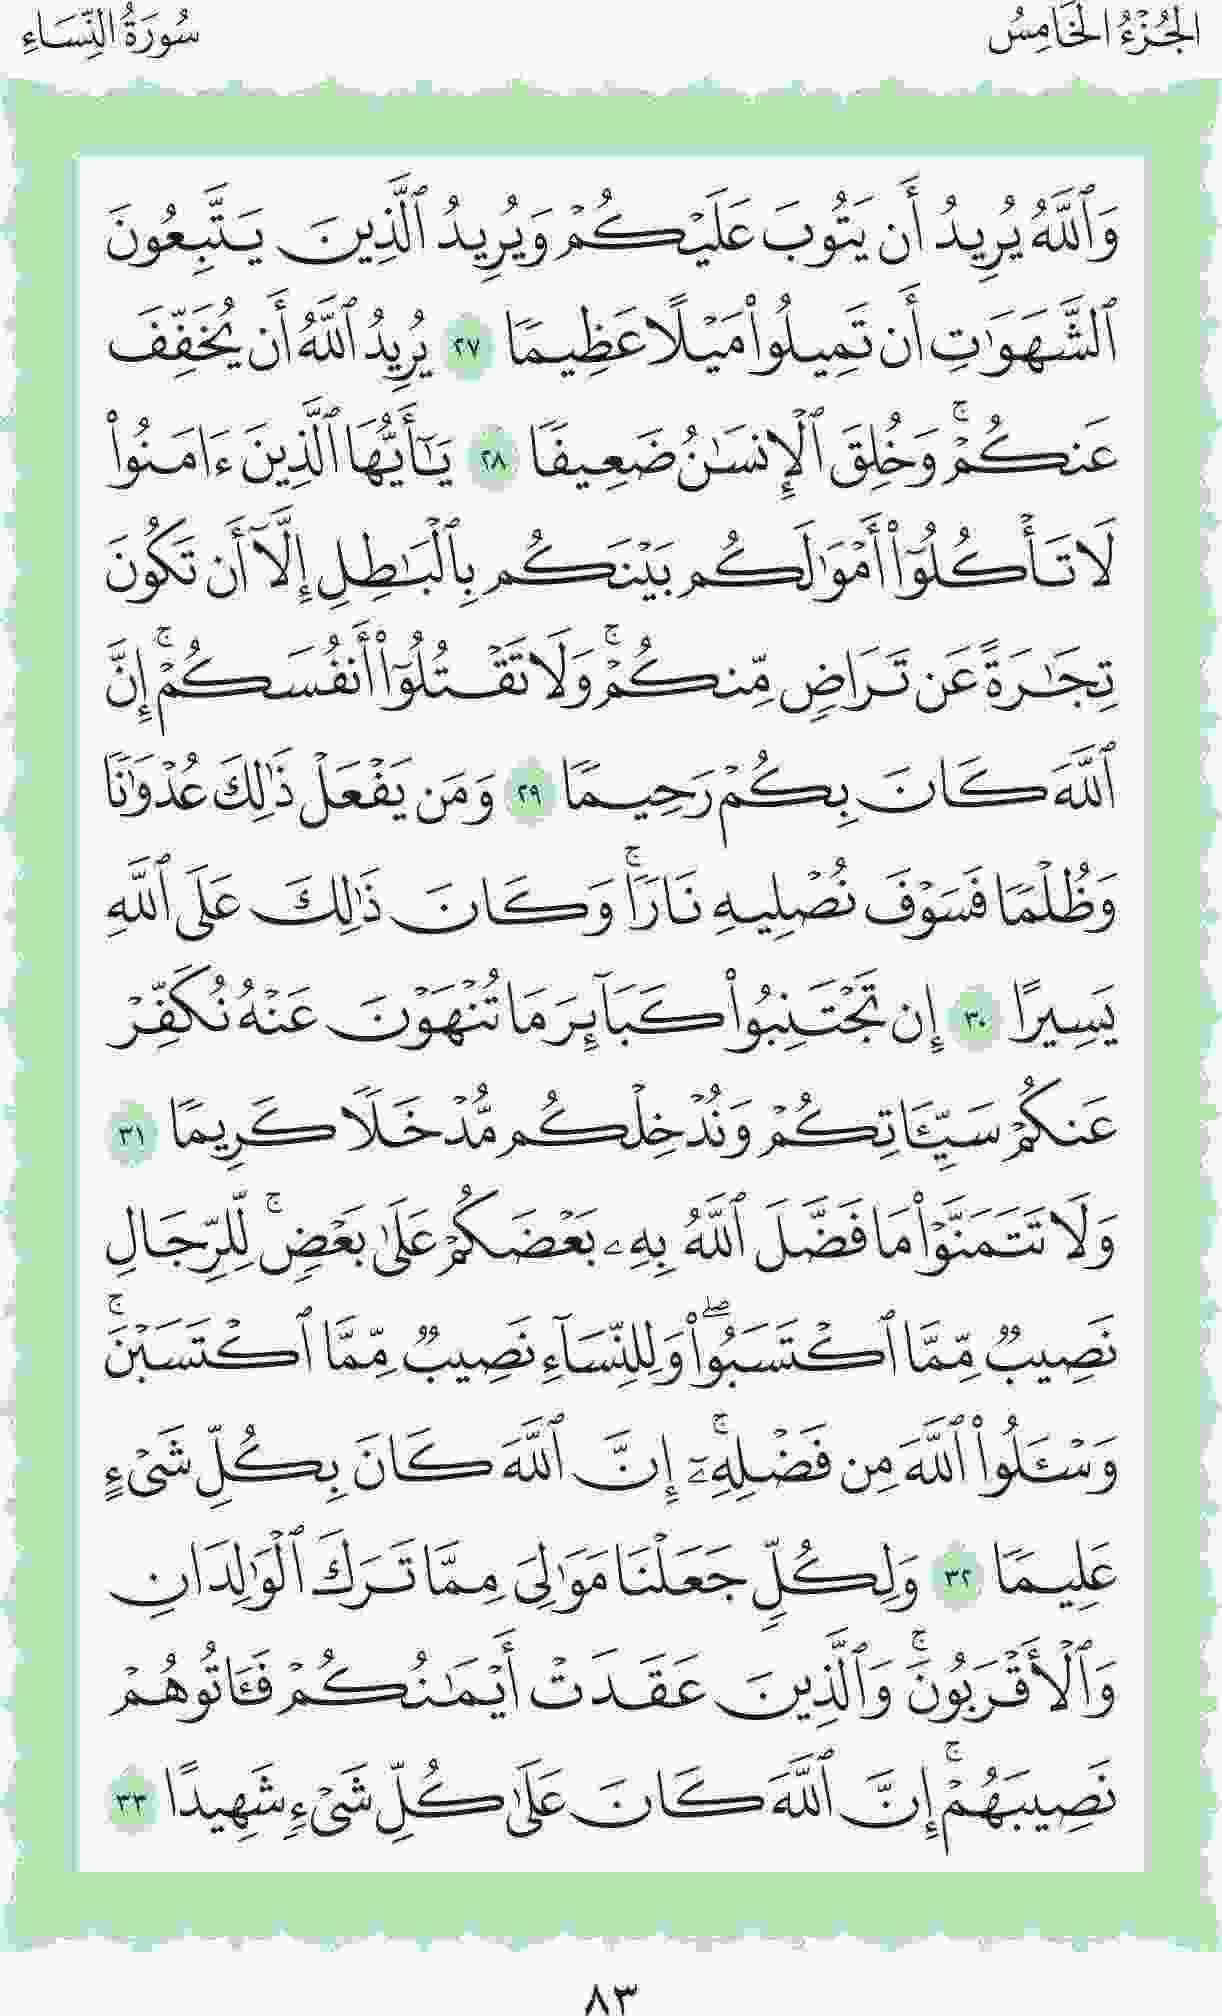 الجُزْءُ الخَامِسُ
سُورَةُ النِّسَاءِ
وَٱللَّهُ يُرِيدُ أَن يَتُوبَ عَلَيْكُمْ وَيُرِيدُ ٱلَّذِينَ يَتَّبِعُونَ
ٱلشَّهَوَٰتِ أَن تَمِيلُوا۟ مَيْلًا عَظِيمًا ٢٧ يُرِيدُ ٱللَّهُ أَن يُخَفِّفَ
عَنكُمْ ۚ وَخُلِقَ ٱلْإِنسَٰنُ ضَعِيفًا ٢٨ يَٰٓأَيُّهَا ٱلَّذِينَ ءَامَنُوا۟
لَا تَأْكُلُوٓا۟ أَمْوَٰلَكُم بَيْنَكُم بِٱلْبَٰطِلِ إِلَّآ أَن تَكُونَ
تِجَٰرَةً عَن تَرَاضٍ مِّنكُمْ ۚ وَلَا تَقْتُلُوٓا۟ أَنفُسَكُمْ ۚ إِنَّ
ٱللَّهَ كَانَ بِكُمْ رَحِيمًا ٢٩ وَمَن يَفْعَلْ ذَٰلِكَ عُدْوَٰنًا
وَظُلْمًا فَسَوْفَ نُصْلِيهِ نَارًا ۚ وَكَانَ ذَٰلِكَ عَلَى ٱللَّهِ
يَسِيرًا ٣٠ إِن تَجْتَنِبُوا۟ كَبَآئِرَ مَا تُنْهَوْنَ عَنْهُ نُكَفِّرْ
عَنكُمْ سَيِّـَٔاتِكُمْ وَنُدْخِلْكُم مُّدْخَلًا كَرِيمًا ٣١
وَلَا تَتَمَنَّوْا۟ مَا فَضَّلَ ٱللَّهُ بِهِۦ بَعْضَكُمْ عَلَىٰ بَعْضٍ ۚ لِّلرِّجَالِ
نَصِيبٌ مِّمَّا ٱكْتَسَبُوا۟ ۖ وَلِلنِّسَآءِ نَصِيبٌ مِّمَّا ٱكْتَسَبْنَ ۚ
وَسْـَٔلُوا۟ ٱللَّهَ مِن فَضْلِهِۦٓ ۗ إِنَّ ٱللَّهَ كَانَ بِكُلِّ شَىْءٍ
عَلِيمًا ٣٢ وَلِكُلٍّ جَعَلْنَا مَوَٰلِىَ مِمَّا تَرَكَ ٱلْوَٰلِدَانِ
وَٱلْأَقْرَبُونَ ۚ وَٱلَّذِينَ عَقَدَتْ أَيْمَٰنُكُمْ فَـَٔاتُوهُمْ
نَصِيبَهُمْ ۚ إِنَّ ٱللَّهَ كَانَ عَلَىٰ كُلِّ شَىْءٍ شَهِيدًا ٣٣
٨٣